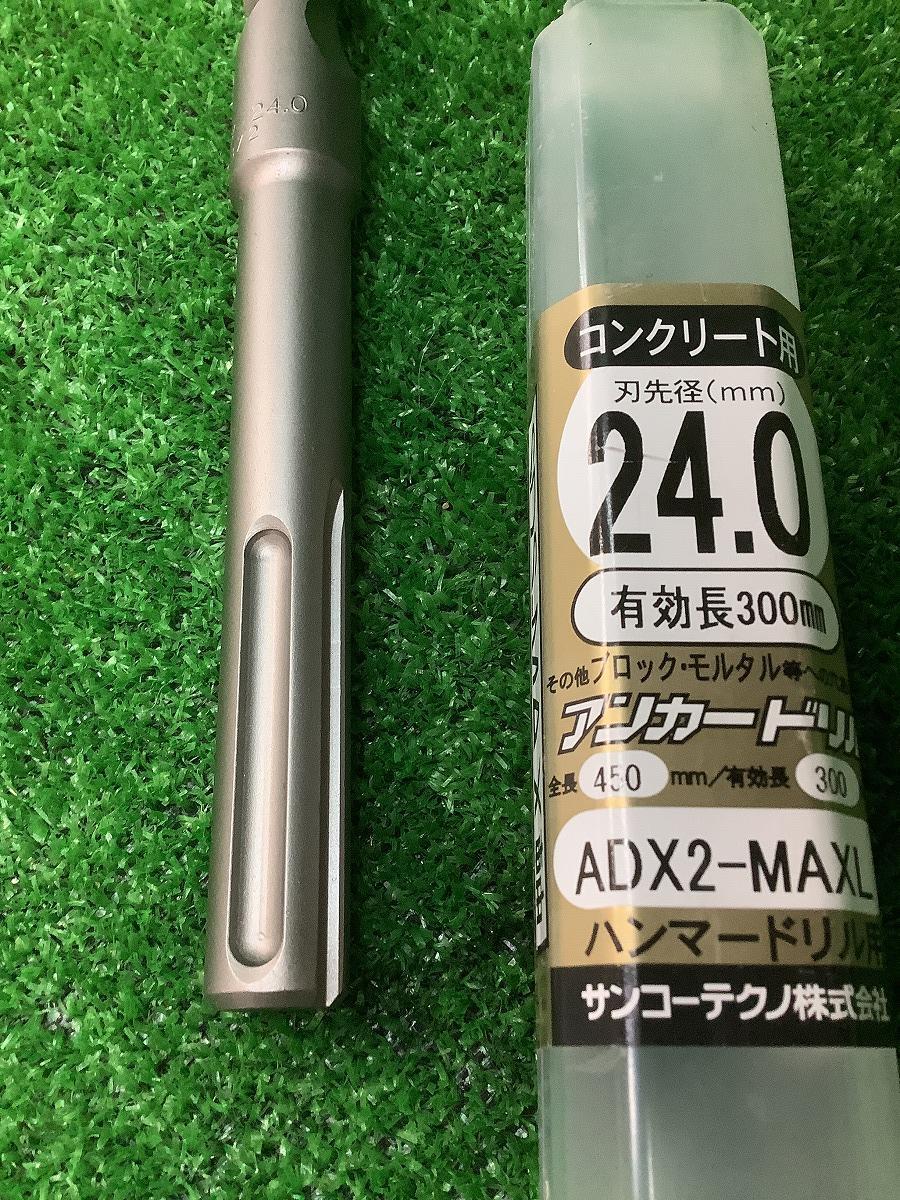 24.0
2
コンクリート用
刃先径(mm)
24.0
有効長300mm
その他ブロック・モルタル等への
アンカードリル
全長 450 mm/有効長 300
ADX2-MAXL
ハンマードリル用
サンコーテクノ株式会社